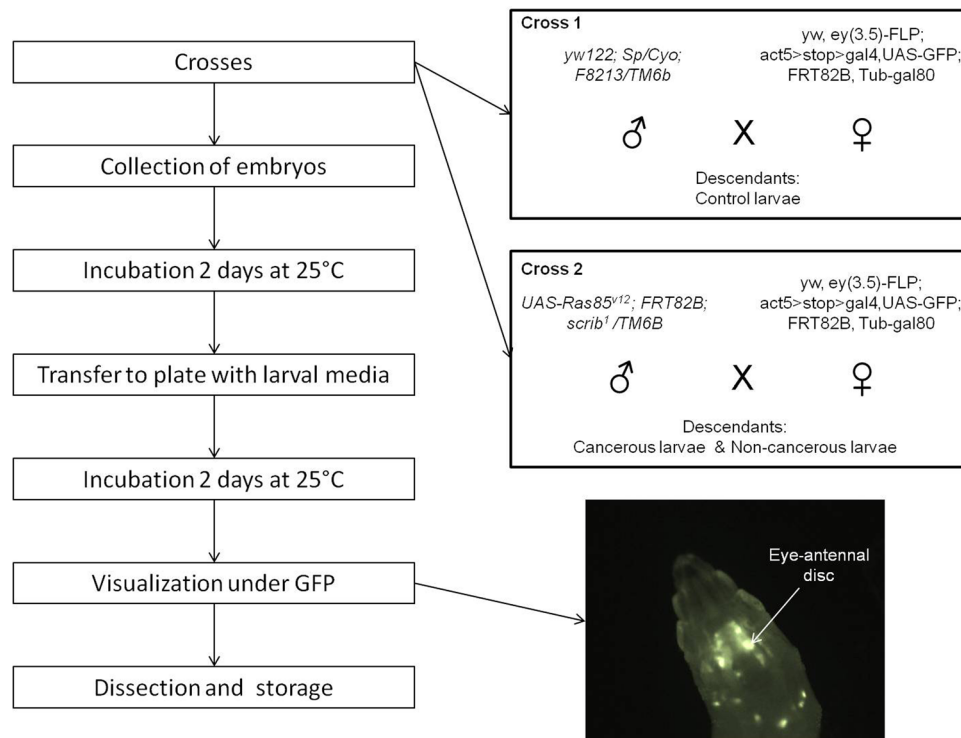 Crosses
Collection of embryos
Incubation 2 days at 25°C
Transfer to plate with larval media
Incubation 2 days at 25°C
Visualization under GFP
Dissection and storage
Cross 1
yw122; Sp/Cyo;
F8213/TM6b
yw, ey(3.5)-FLP;
act5>stop>gal4,UAS-GFP;
FRT82B, Tub-gal80
♂ X ♀
Descendants:
Control larvae
Cross 2
UAS-Ras85ᵛ¹²; FRT82B;
scrib¹ /TM6B
yw, ey(3.5)-FLP;
act5>stop>gal4,UAS-GFP;
FRT82B, Tub-gal80
♂ X ♀
Descendants:
Cancerous larvae & Non-cancerous larvae
Eye-antennal
disc